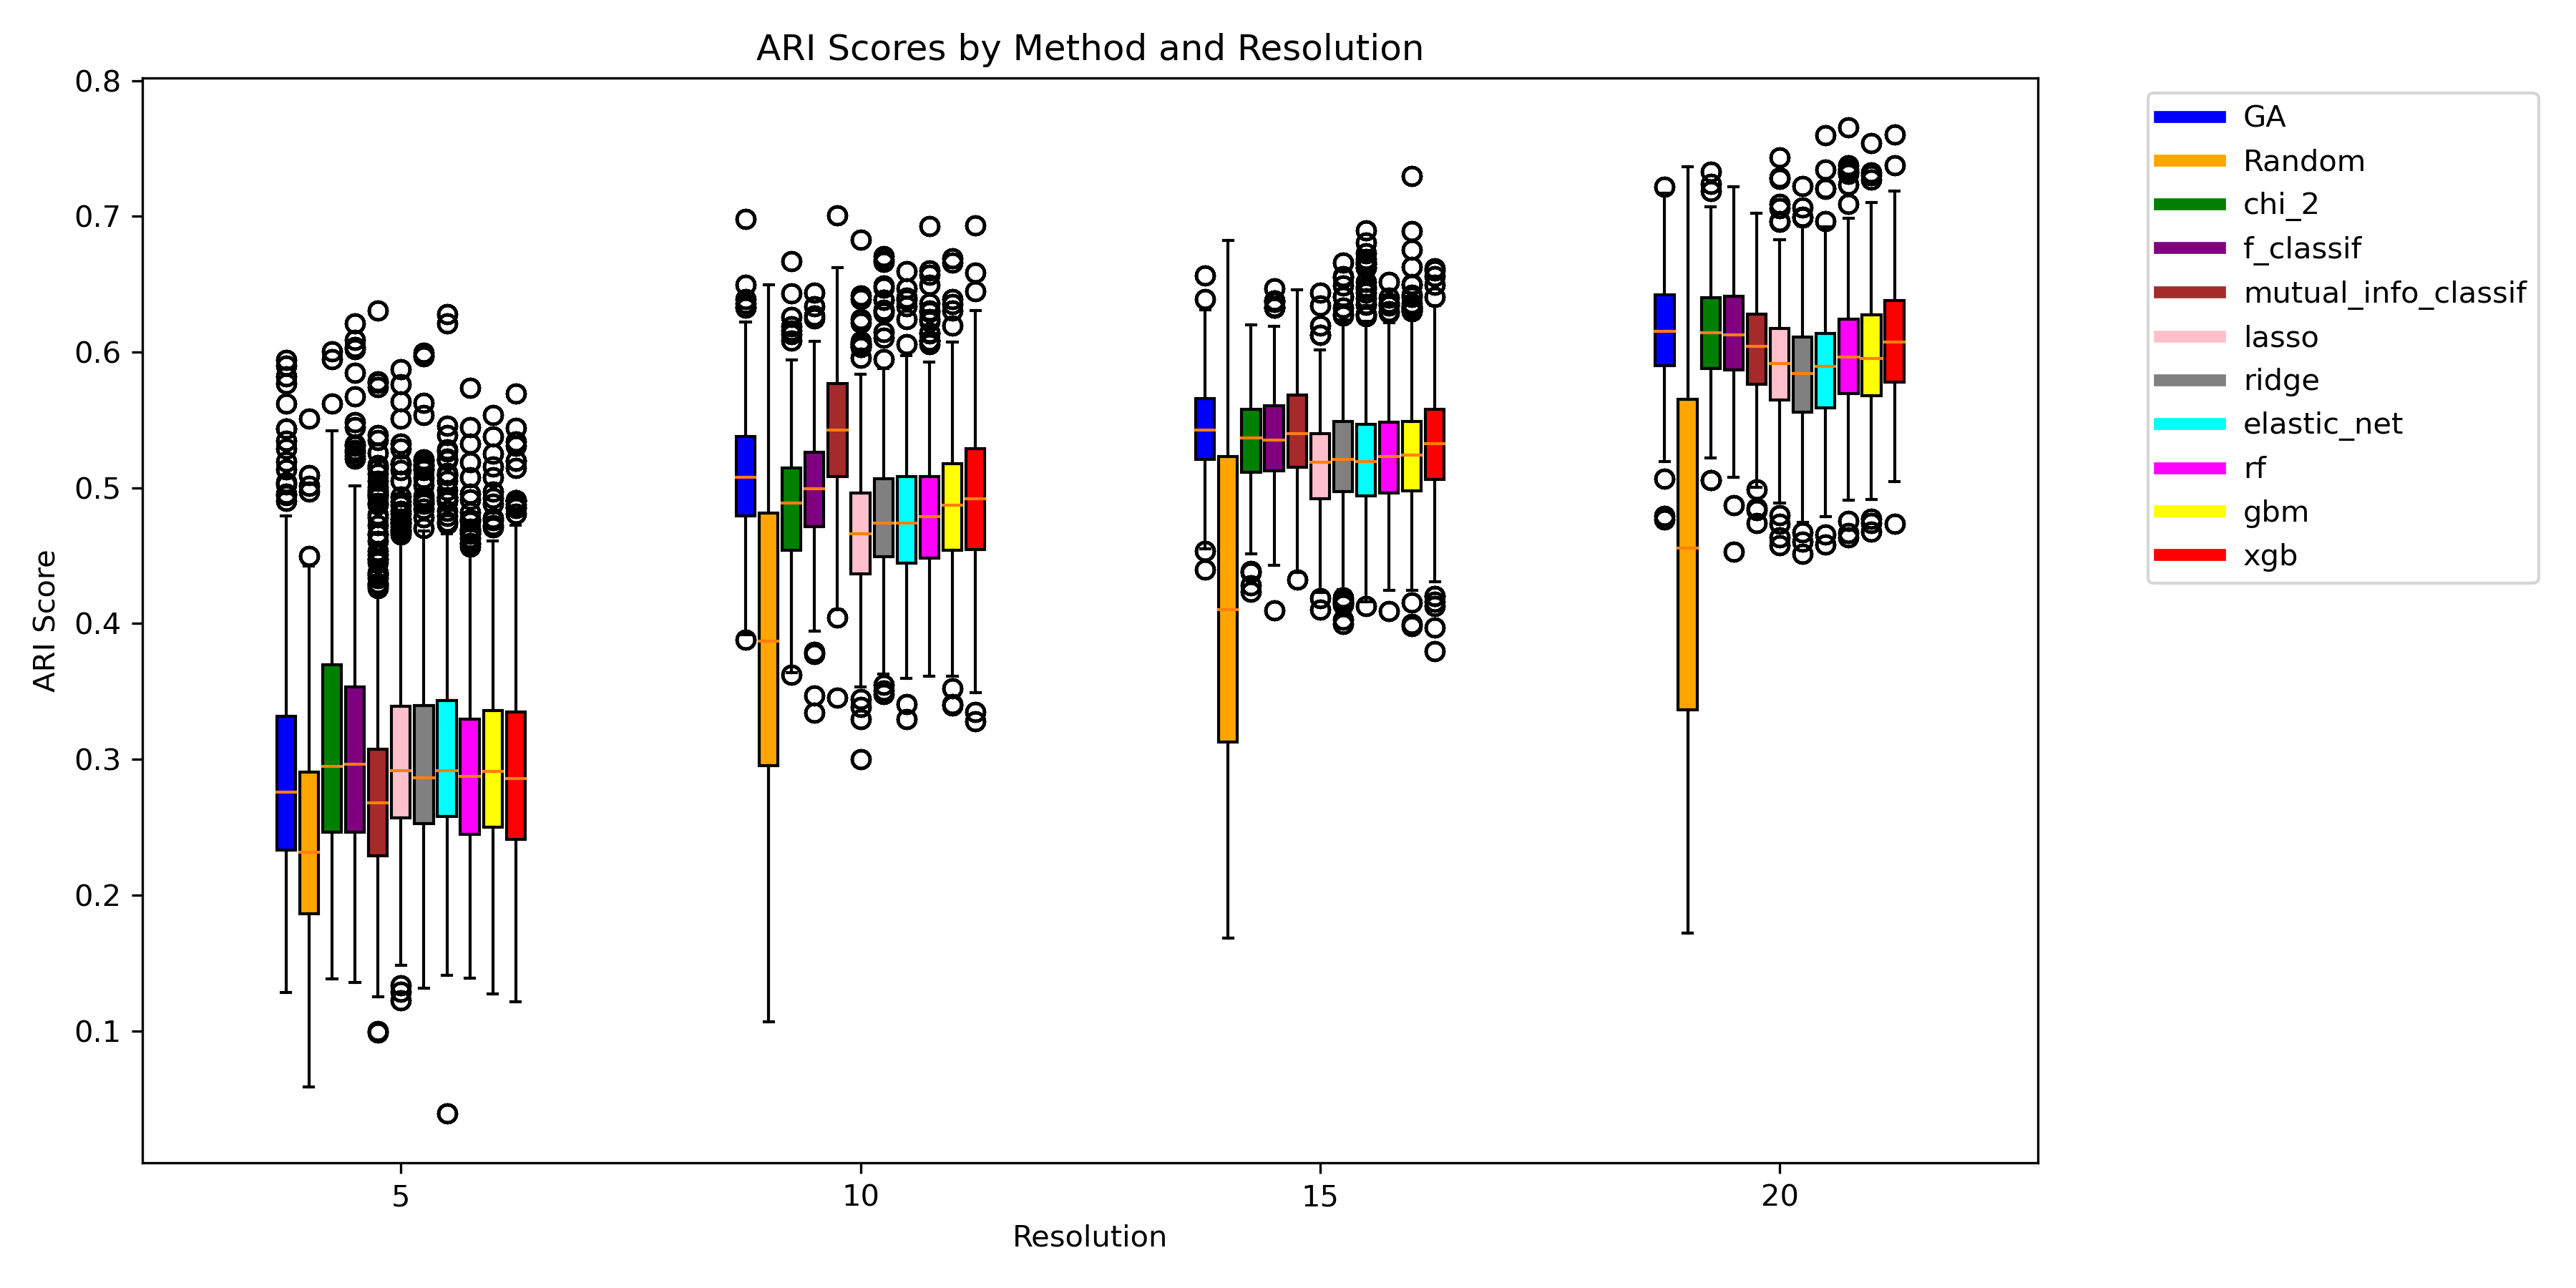 ARI Scores by Method and Resolution
ARI Score
0.8
0.7
0.6
0.5
0.4
0.3
0.2
0.1
5
10
15
20
Resolution
GA
Random
chi_2
f_classif
mutual_info_classif
lasso
ridge
elastic_net
rf
gbm
xgb